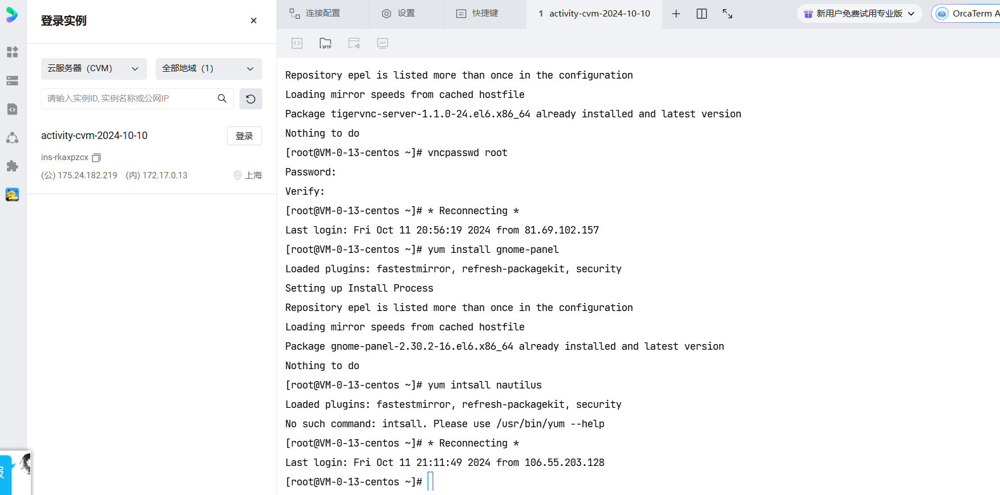 登录实例
云服务器（CVM）
全部地域（1）
请输入实例ID, 实例名称或公网IP
activity-cvm-2024-10-10
登录
ins-rkaxpzcx
(公) 175.24.182.219 (内) 172.17.0.13
上海
连接配置
设置
快捷键
1 activity-cvm-2024-10-10
新用户免费试用专业版
OrcaTerm A
SFTP
Repository epel is listed more than once in the configuration
Loading mirror speeds from cached hostfile
Package tigervnc-server-1.1.0-24.el6.x86_64 already installed and latest version
Nothing to do
[root@VM-0-13-centos ~]# vncpasswd root
Password:
Verify:
[root@VM-0-13-centos ~]# * Reconnecting *
Last login: Fri Oct 11 20:56:19 2024 from 81.69.102.157
[root@VM-0-13-centos ~]# yum install gnome-panel
Loaded plugins: fastestmirror, refresh-packagekit, security
Setting up Install Process
Repository epel is listed more than once in the configuration
Loading mirror speeds from cached hostfile
Package gnome-panel-2.30.2-16.el6.x86_64 already installed and latest version
Nothing to do
[root@VM-0-13-centos ~]# yum intsall nautilus
Loaded plugins: fastestmirror, refresh-packagekit, security
No such command: intsall. Please use /usr/bin/yum --help
[root@VM-0-13-centos ~]# * Reconnecting *
Last login: Fri Oct 11 21:11:49 2024 from 106.55.203.128
[root@VM-0-13-centos ~]#